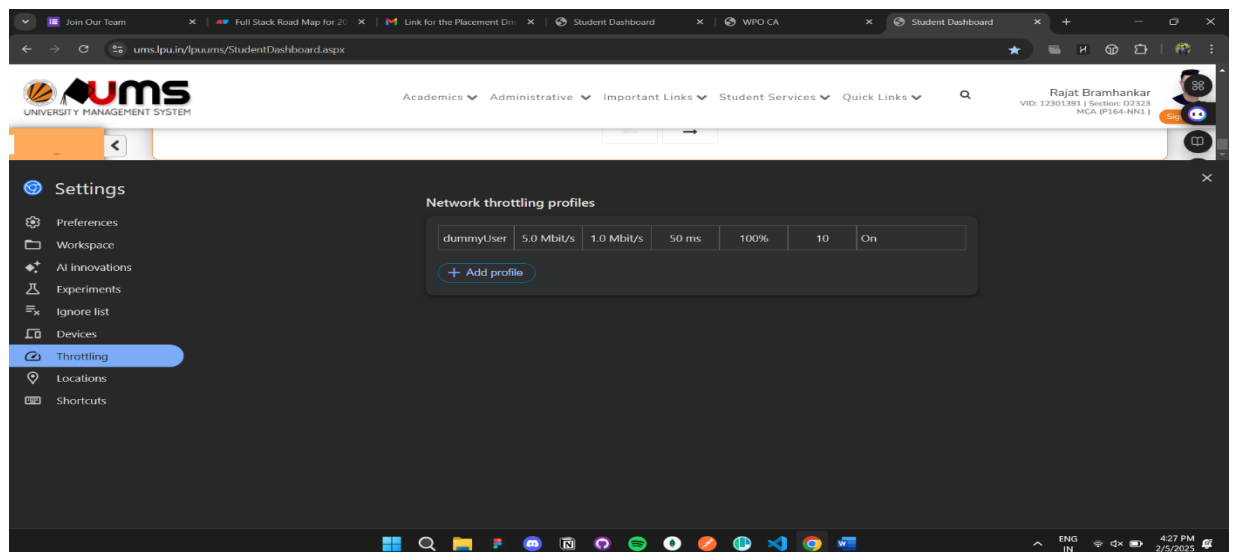 Join Our Team
Full Stack Road Map for 20
Link for the Placement Driv
Student Dashboard
WPO CA
Student Dashboard
ums.lpu.in/lpuums/StudentDashboard.aspx
UMS
UNIVERSITY MANAGEMENT SYSTEM
Academics Administrative Important Links Student Services Quick Links
Rajat Bramhankar
VID: 12301391 | Section: D2323
MCA (P164-NN1 )
Settings
Preferences
Workspace
AI innovations
Experiments
Ignore list
Devices
Throttling
Locations
Shortcuts
Network throttling profiles
dummyUser 5.0 Mbit/s 1.0 Mbit/s 50 ms 100% 10 On
+ Add profile
ENG
IN
4:27 PM
2/5/2025